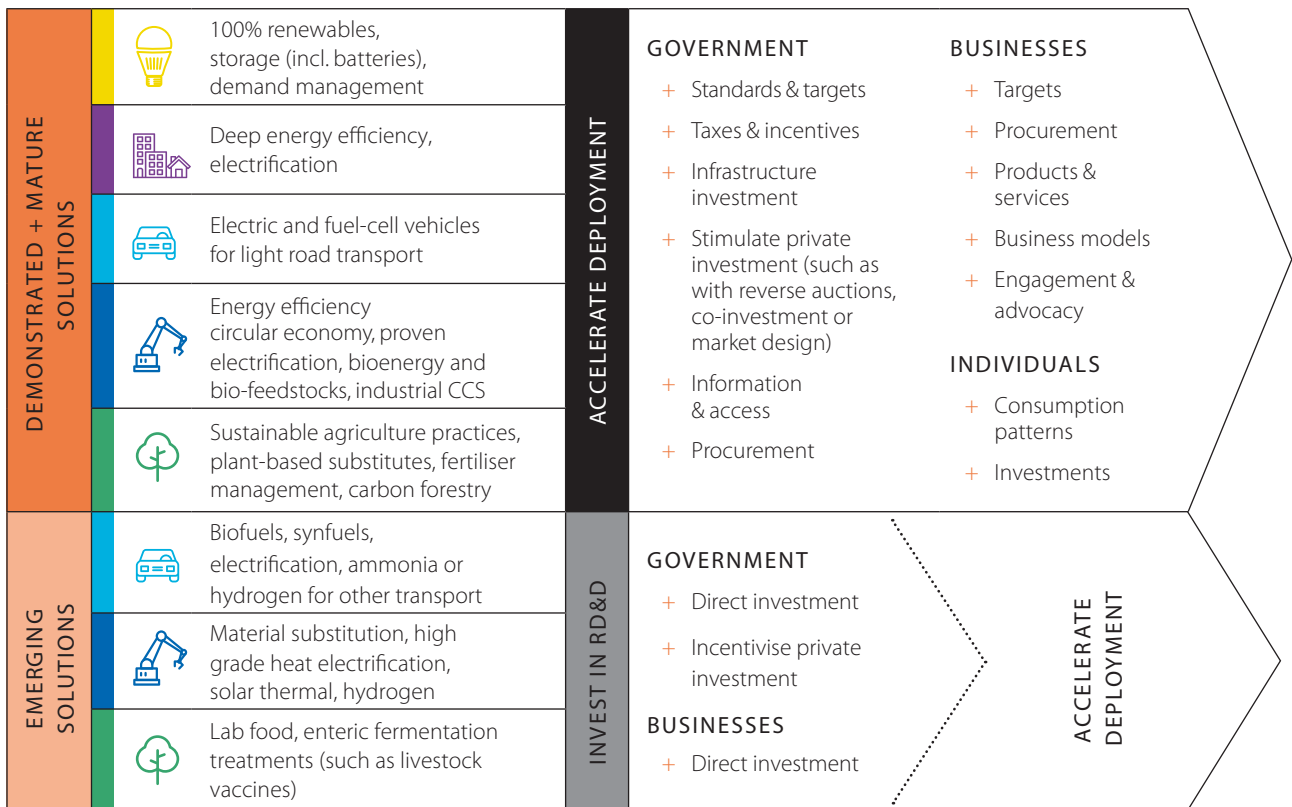 DEMONSTRATED + MATURE
SOLUTIONS
100% renewables,
storage (incl. batteries),
demand management
Deep energy efficiency,
electrification
Electric and fuel-cell vehicles
for light road transport
Energy efficiency
circular economy, proven
electrification, bioenergy and
bio-feedstocks, industrial CCS
Sustainable agriculture practices,
plant-based substitutes, fertiliser
management, carbon forestry
ACCELERATE DEPLOYMENT
GOVERNMENT
+ Standards & targets
+ Taxes & incentives
+ Infrastructure
investment
+ Stimulate private
investment (such as
with reverse auctions,
co-investment or
market design)
+ Information
& access
+ Procurement
BUSINESSES
+ Targets
+ Procurement
+ Products &
services
+ Business models
+ Engagement &
advocacy
INDIVIDUALS
+ Consumption
patterns
+ Investments
EMERGING
SOLUTIONS
Biofuels, synfuels,
electrification, ammonia or
hydrogen for other transport
Material substitution, high
grade heat electrification,
solar thermal, hydrogen
Lab food, enteric fermentation
treatments (such as livestock
vaccines)
INVEST IN RD&D
GOVERNMENT
+ Direct investment
+ Incentivise private
investment
BUSINESSES
+ Direct investment
ACCELERATE
DEPLOYMENT